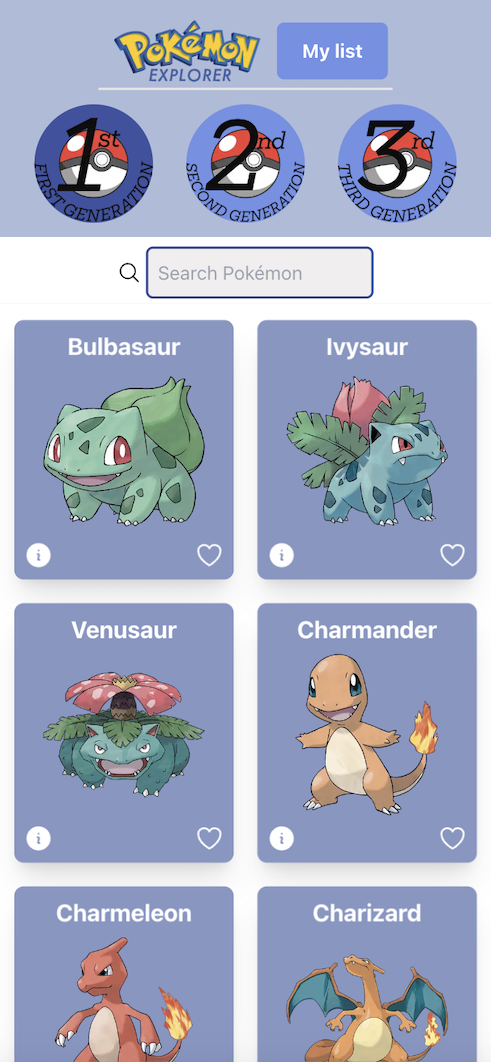 POKéMON
EXPLORER
My list
1st
FIRST GENERATION
2nd
SECOND GENERATION
3rd
THIRD GENERATION
Search Pokémon
Bulbasaur
Ivysaur
i
i
Venusaur
Charmander
i
i
Charmeleon
Charizard